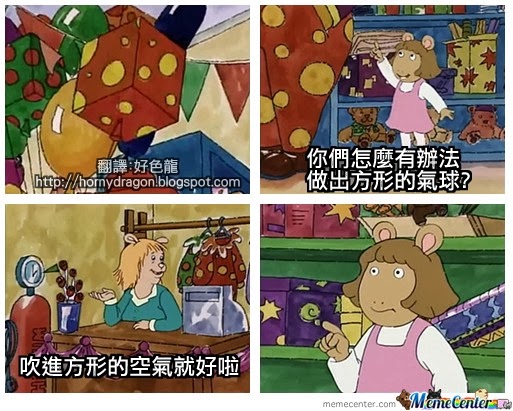 翻譯:好色龍
http://hornydragon.blogspot.com
你們怎麼有辦法
做出方形的氣球?
吹進方形的空氣就好啦
memecenter.com
MemeCenter